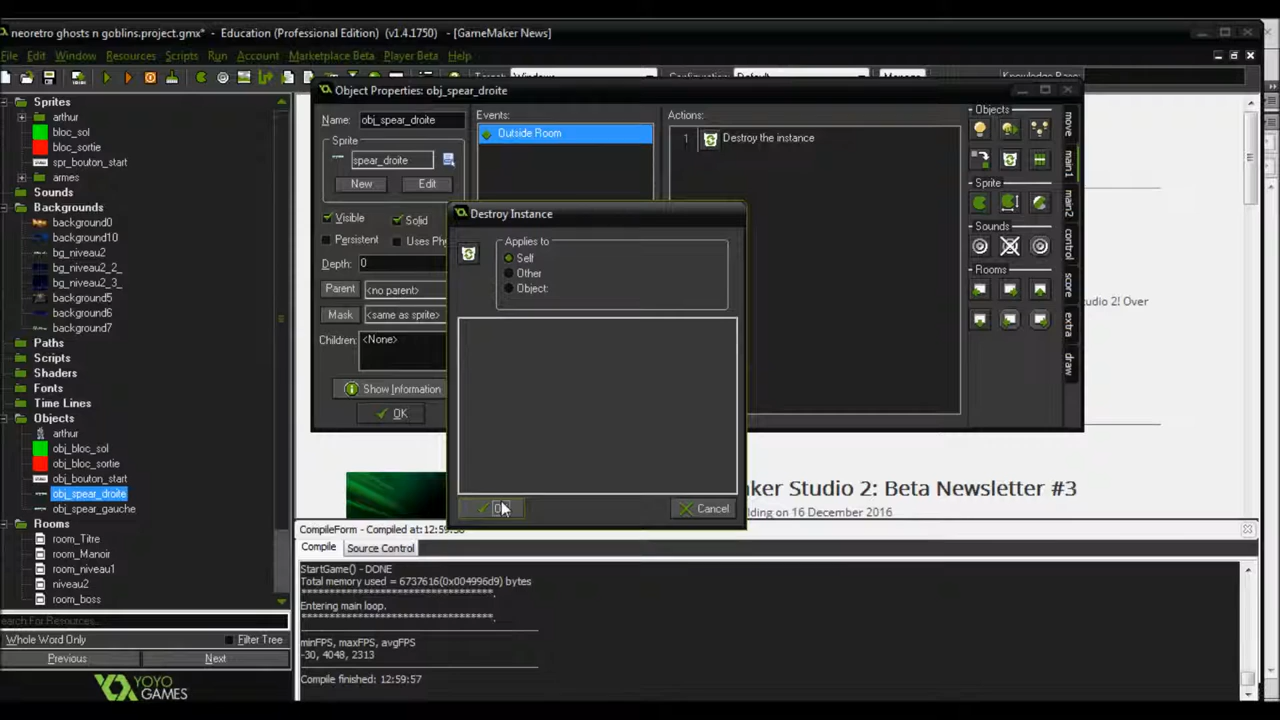 neoretro ghosts n goblins.project.gmx* - Education (Professional Edition) (v1.4.1750) - [GameMaker News]
File Edit Window Resources Scripts Run Account Marketplace Beta Player Beta Help
Windows Default
Object Properties: obj_spear_droite
Name: obj_spear_droite
Sprite
spear_droite
New Edit
Visible Solid
Persistent
Depth: 0
Parent <no parent>
Mask <same as sprite>
Children: <None>
Show Information
OK
Events:
Outside Room
Actions:
1 Destroy the instance
Objects
Sprite
Sounds
Rooms
move
main1
main2
control
score
extra
draw
Destroy Instance
Applies to
Self
Other
Object:
Cancel
Sprites
arthur
bloc_sol
bloc_sortie
spr_bouton_start
armes
Sounds
Backgrounds
background0
background10
bg_niveau2
bg_niveau2_2_
bg_niveau2_3_
background5
background6
background7
Paths
Scripts
Shaders
Fonts
Time Lines
Objects
arthur
obj_bloc_sol
obj_bloc_sortie
obj_bouton_start
obj_spear_droite
obj_spear_gauche
Rooms
room_Titre
room_Manoir
room_niveau1
niveau2
room_boss
Whole Word Only Filter Tree
Previous Next
YOYO
GAMES
tudio 2! Over
ker Studio 2: Beta Newsletter #3
lding on 16 December 2016
CompileForm - Compiled at:12:59:
Compile Source Control
StartGame() - DONE
Total memory used = 6737616(0x004996d9) bytes
**********************************.
Entering main loop.
**********************************.
minFPS, maxFPS, avgFPS
-30, 4048, 2313
Compile finished: 12:59:57